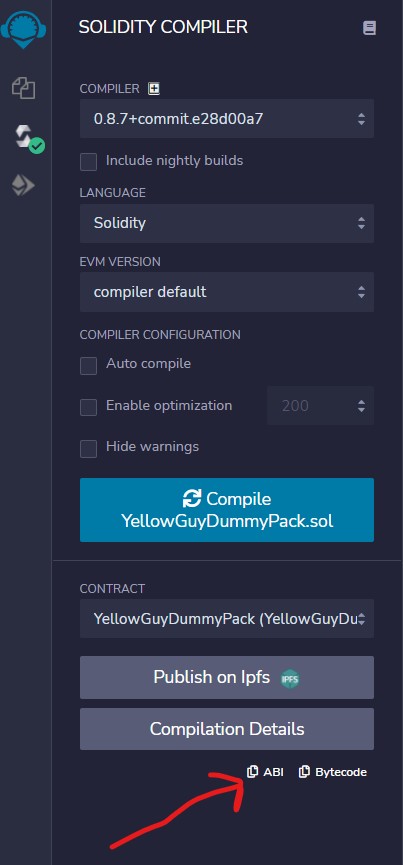 SOLIDITY COMPILER
COMPILER
0.8.7+commit.e28d00a7
Include nightly builds
LANGUAGE
Solidity
EVM VERSION
compiler default
COMPILER CONFIGURATION
Auto compile
Enable optimization
200
Hide warnings
Compile
YellowGuyDummyPack.sol
CONTRACT
YellowGuyDummyPack (YellowGuyDu
Publish on Ipfs IPFS
Compilation Details
ABI Bytecode